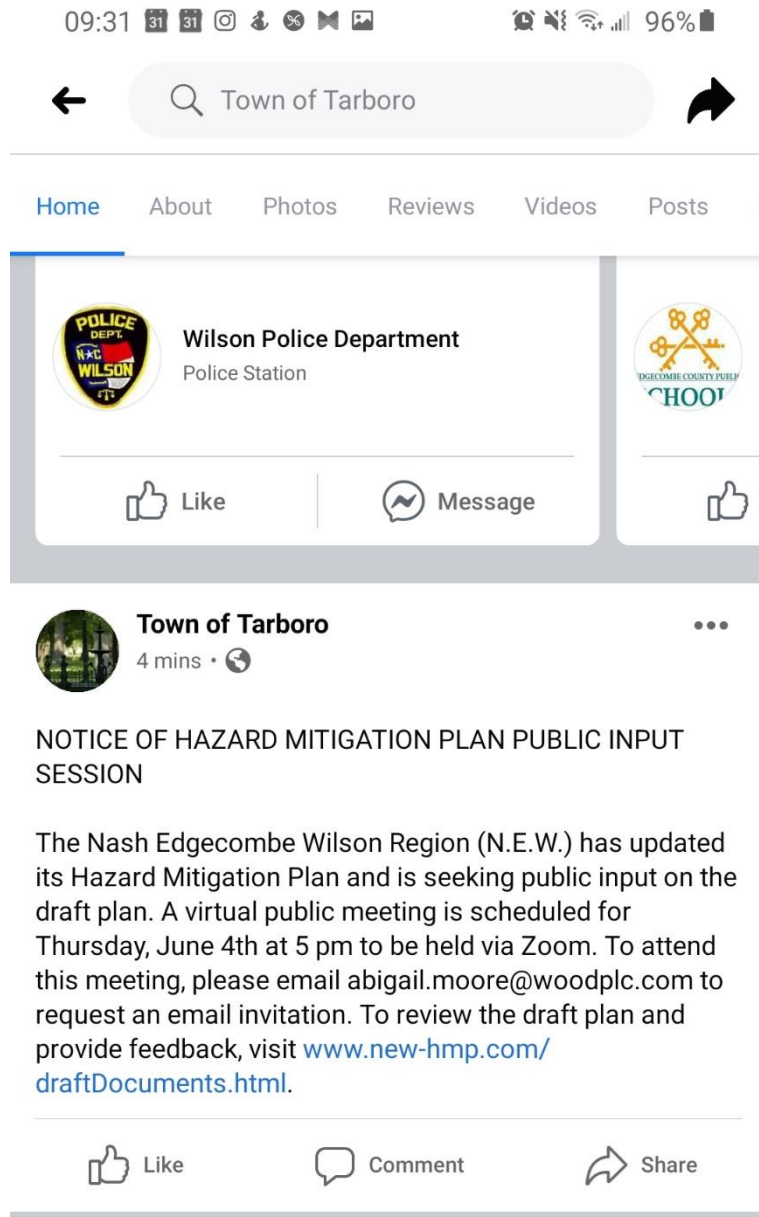 09:31 31 31 96%
Town of Tarboro
Home About Photos Reviews Videos Posts
POLICE
DEPT.
N C
WILSON
Wilson Police Department
Police Station
EDGECOMBE COUNTY PUBLIC
SCHOOL
Like Message
Town of Tarboro
4 mins •
NOTICE OF HAZARD MITIGATION PLAN PUBLIC INPUT
SESSION
The Nash Edgecombe Wilson Region (N.E.W.) has updated
its Hazard Mitigation Plan and is seeking public input on the
draft plan. A virtual public meeting is scheduled for
Thursday, June 4th at 5 pm to be held via Zoom. To attend
this meeting, please email abigail.moore@woodplc.com to
request an email invitation. To review the draft plan and
provide feedback, visit www.new-hmp.com/
draftDocuments.html.
Like Comment Share